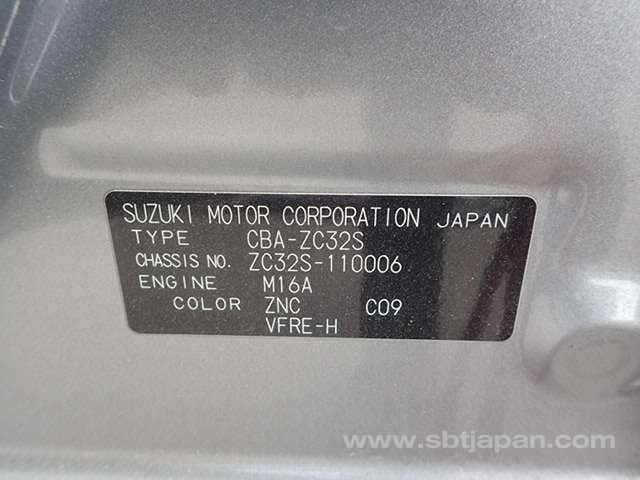 SUZUKI MOTOR CORPORATION JAPAN
TYPE CBA-ZC32S
CHASSIS NO. ZC32S-110006
ENGINE M16A
COLOR ZNC C09
VFRE-H
www.sbtjapan.com